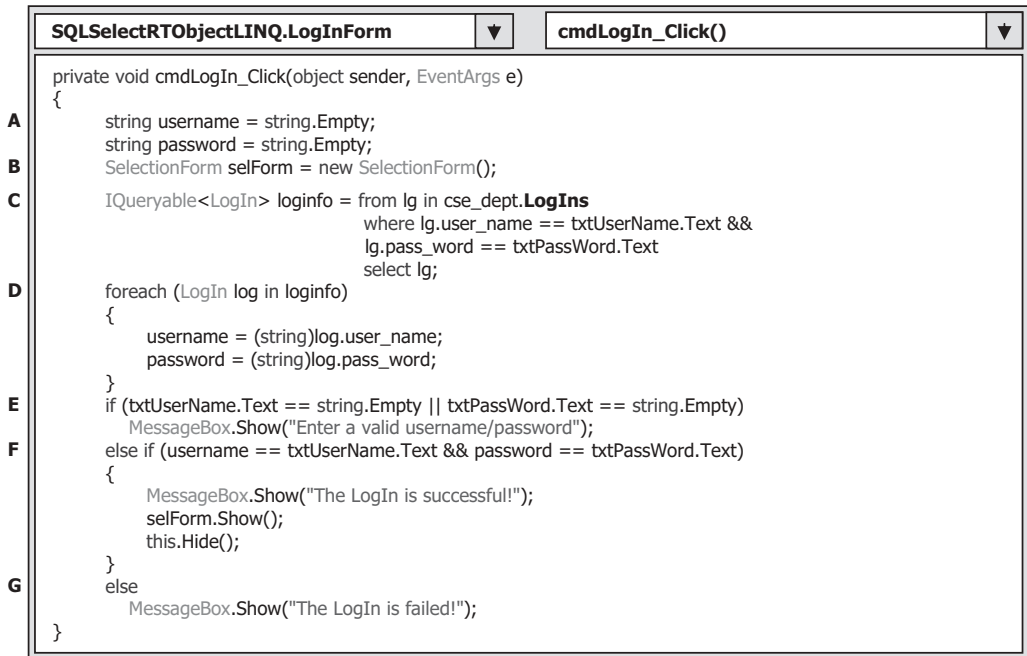 SQLSelectRTObjectLINQ.LogInForm cmdLogIn_Click()
private void cmdLogIn_Click(object sender, EventArgs e)
{
A string username = string.Empty;
string password = string.Empty;
B SelectionForm selForm = new SelectionForm();
C IQueryable<LogIn> loginfo = from lg in cse_dept.LogIns
where lg.user_name == txtUserName.Text &&
lg.pass_word == txtPassWord.Text
select lg;
D foreach (LogIn log in loginfo)
{
username = (string)log.user_name;
password = (string)log.pass_word;
}
E if (txtUserName.Text == string.Empty || txtPassWord.Text == string.Empty)
MessageBox.Show("Enter a valid username/password");
F else if (username == txtUserName.Text && password == txtPassWord.Text)
{
MessageBox.Show("The LogIn is successful!");
selForm.Show();
this.Hide();
}
G else
MessageBox.Show("The LogIn is failed!");
}